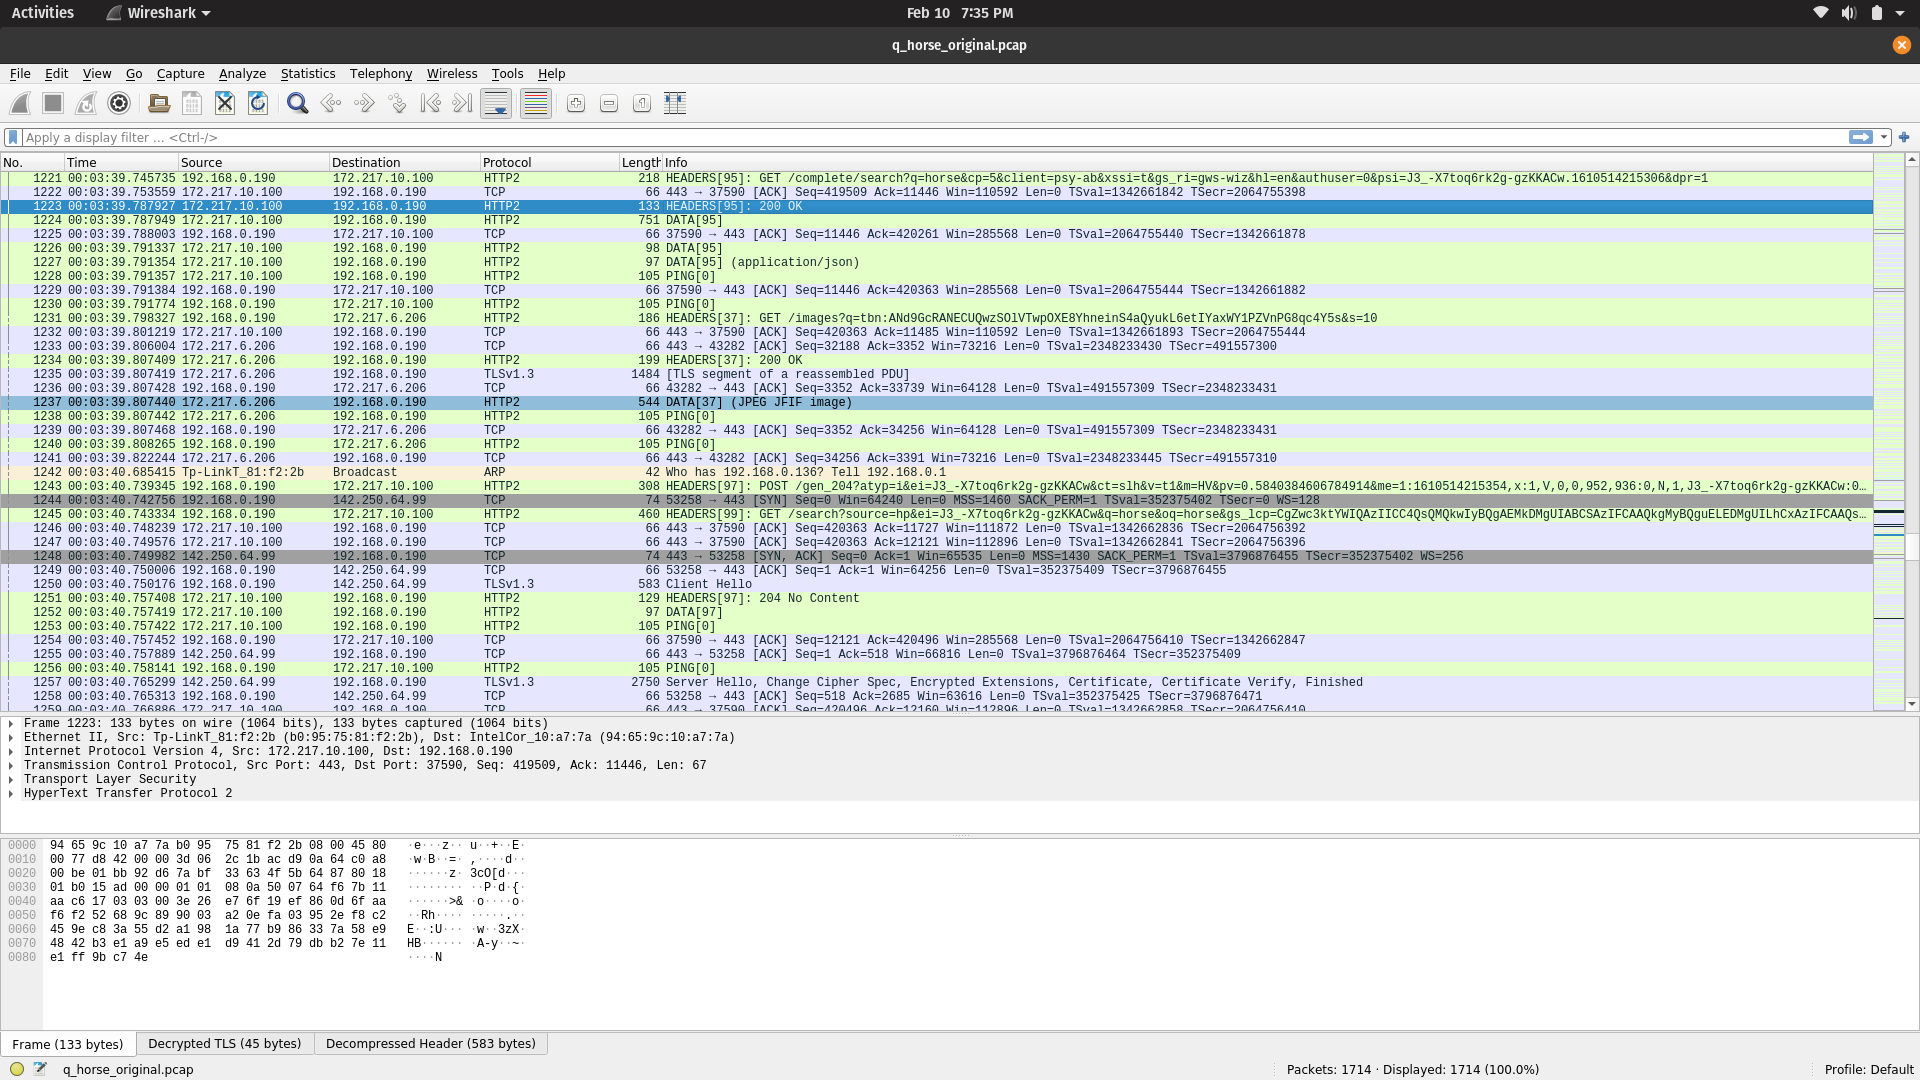 Activities Wireshark Feb 10 7:35 PM
q_horse_original.pcap
File Edit View Go Capture Analyze Statistics Telephony Wireless Tools Help
Apply a display filter ... <Ctrl-/>
No. Time Source Destination Protocol Length Info
1221 00:03:39.745735 192.168.0.190 172.217.10.100 HTTP2 218 HEADERS[95]: GET /complete/search?q=horse&cp=5&client=psy-ab&xssi=t&gs_ri=gws-wiz&hl=en&authuser=0&psi=J3_-X7toq6rk2g-gzKKACw.1610514215306&dpr=1
1222 00:03:39.753559 172.217.10.100 192.168.0.190 TCP 66 443 → 37590 [ACK] Seq=419509 Ack=11446 Win=110592 Len=0 TSval=1342661842 TSecr=2064755398
1223 00:03:39.787927 172.217.10.100 192.168.0.190 HTTP2 133 HEADERS[95]: 200 OK
1224 00:03:39.787949 172.217.10.100 192.168.0.190 HTTP2 751 DATA[95]
1225 00:03:39.788003 192.168.0.190 172.217.10.100 TCP 66 37590 → 443 [ACK] Seq=11446 Ack=420261 Win=285568 Len=0 TSval=2064755440 TSecr=1342661878
1226 00:03:39.791337 172.217.10.100 192.168.0.190 HTTP2 98 DATA[95]
1227 00:03:39.791354 172.217.10.100 192.168.0.190 HTTP2 97 DATA[95] (application/json)
1228 00:03:39.791357 172.217.10.100 192.168.0.190 HTTP2 105 PING[0]
1229 00:03:39.791384 192.168.0.190 172.217.10.100 TCP 66 37590 → 443 [ACK] Seq=11446 Ack=420363 Win=285568 Len=0 TSval=2064755444 TSecr=1342661882
1230 00:03:39.791774 192.168.0.190 172.217.10.100 HTTP2 105 PING[0]
1231 00:03:39.798327 192.168.0.190 172.217.6.206 HTTP2 186 HEADERS[37]: GET /images?q=tbn:ANd9GcRANECUQwzSOlVTwpOXE8YhneinS4aQyukL6etIYaxWY1PZVnPG8qc4Y5s&s=10
1232 00:03:39.801219 172.217.10.100 192.168.0.190 TCP 66 443 → 37590 [ACK] Seq=420363 Ack=11485 Win=110592 Len=0 TSval=1342661893 TSecr=2064755444
1233 00:03:39.806004 172.217.6.206 192.168.0.190 TCP 66 443 → 43282 [ACK] Seq=32188 Ack=3352 Win=73216 Len=0 TSval=2348233430 TSecr=491557300
1234 00:03:39.807409 172.217.6.206 192.168.0.190 HTTP2 199 HEADERS[37]: 200 OK
1235 00:03:39.807419 172.217.6.206 192.168.0.190 TLSv1.3 1484 [TLS segment of a reassembled PDU]
1236 00:03:39.807428 192.168.0.190 172.217.6.206 TCP 66 43282 → 443 [ACK] Seq=3352 Ack=33739 Win=64128 Len=0 TSval=491557309 TSecr=2348233431
1237 00:03:39.807440 172.217.6.206 192.168.0.190 HTTP2 544 DATA[37] (JPEG JFIF image)
1238 00:03:39.807442 172.217.6.206 192.168.0.190 HTTP2 105 PING[0]
1239 00:03:39.807468 192.168.0.190 172.217.6.206 TCP 66 43282 → 443 [ACK] Seq=3352 Ack=34256 Win=64128 Len=0 TSval=491557309 TSecr=2348233431
1240 00:03:39.808265 192.168.0.190 172.217.6.206 HTTP2 105 PING[0]
1241 00:03:39.822244 172.217.6.206 192.168.0.190 TCP 66 443 → 43282 [ACK] Seq=34256 Ack=3391 Win=73216 Len=0 TSval=2348233445 TSecr=491557310
1242 00:03:40.685415 Tp-LinkT_81:f2:2b Broadcast ARP 42 Who has 192.168.0.136? Tell 192.168.0.1
1243 00:03:40.739345 192.168.0.190 172.217.10.100 HTTP2 308 HEADERS[97]: POST /gen_204?atyp=i&ei=J3_-X7toq6rk2g-gzKKACw&ct=slh&v=t1&m=HV&pv=0.5840384606784914&me=1:1610514215354,x:1,V,0,0,952,936:0,N,1,J3_-X7toq6rk2g-gzKKACw:0…
1244 00:03:40.742756 192.168.0.190 142.250.64.99 TCP 74 53258 → 443 [SYN] Seq=0 Win=64240 Len=0 MSS=1460 SACK_PERM=1 TSval=352375402 TSecr=0 WS=128
1245 00:03:40.743334 192.168.0.190 172.217.10.100 HTTP2 460 HEADERS[99]: GET /search?source=hp&ei=J3_-X7toq6rk2g-gzKKACw&q=horse&oq=horse&gs_lcp=CgZwc3ktYWIQAzIICC4QsQMQkwIyBQgAEMkDMgUIABCSAzIFCAAQkgMyBQguELEDMgUILhCxAzIFCAAQs…
1246 00:03:40.748239 172.217.10.100 192.168.0.190 TCP 66 443 → 37590 [ACK] Seq=420363 Ack=11727 Win=111872 Len=0 TSval=1342662836 TSecr=2064756392
1247 00:03:40.749576 172.217.10.100 192.168.0.190 TCP 66 443 → 37590 [ACK] Seq=420363 Ack=12121 Win=112896 Len=0 TSval=1342662841 TSecr=2064756396
1248 00:03:40.749982 142.250.64.99 192.168.0.190 TCP 74 443 → 53258 [SYN, ACK] Seq=0 Ack=1 Win=65535 Len=0 MSS=1430 SACK_PERM=1 TSval=3796876455 TSecr=352375402 WS=256
1249 00:03:40.750006 192.168.0.190 142.250.64.99 TCP 66 53258 → 443 [ACK] Seq=1 Ack=1 Win=64256 Len=0 TSval=352375409 TSecr=3796876455
1250 00:03:40.750176 192.168.0.190 142.250.64.99 TLSv1.3 583 Client Hello
1251 00:03:40.757408 172.217.10.100 192.168.0.190 HTTP2 129 HEADERS[97]: 204 No Content
1252 00:03:40.757419 172.217.10.100 192.168.0.190 HTTP2 97 DATA[97]
1253 00:03:40.757422 172.217.10.100 192.168.0.190 HTTP2 105 PING[0]
1254 00:03:40.757452 192.168.0.190 172.217.10.100 TCP 66 37590 → 443 [ACK] Seq=12121 Ack=420496 Win=285568 Len=0 TSval=2064756410 TSecr=1342662847
1255 00:03:40.757889 142.250.64.99 192.168.0.190 TCP 66 443 → 53258 [ACK] Seq=1 Ack=518 Win=66816 Len=0 TSval=3796876464 TSecr=352375409
1256 00:03:40.758141 192.168.0.190 172.217.10.100 HTTP2 105 PING[0]
1257 00:03:40.765299 142.250.64.99 192.168.0.190 TLSv1.3 2750 Server Hello, Change Cipher Spec, Encrypted Extensions, Certificate, Certificate Verify, Finished
1258 00:03:40.765313 192.168.0.190 142.250.64.99 TCP 66 53258 → 443 [ACK] Seq=518 Ack=2685 Win=63616 Len=0 TSval=352375425 TSecr=3796876471
1259 00:03:40.766886 172.217.10.100 192.168.0.190 TCP 66 443 → 37590 [ACK] Seq=420496 Ack=12160 Win=112896 Len=0 TSval=1342662858 TSecr=2064756410
Frame 1223: 133 bytes on wire (1064 bits), 133 bytes captured (1064 bits)
Ethernet II, Src: Tp-LinkT_81:f2:2b (b0:95:75:81:f2:2b), Dst: IntelCor_10:a7:7a (94:65:9c:10:a7:7a)
Internet Protocol Version 4, Src: 172.217.10.100, Dst: 192.168.0.190
Transmission Control Protocol, Src Port: 443, Dst Port: 37590, Seq: 419509, Ack: 11446, Len: 67
Transport Layer Security
HyperText Transfer Protocol 2
0000 94 65 9c 10 a7 7a b0 95 75 81 f2 2b 08 00 45 80 ·e···z·· u··+··E·
0010 00 77 d8 42 00 00 3d 06 2c 1b ac d9 0a 64 c0 a8 ·w·B··=· ,····d··
0020 00 be 01 bb 92 d6 7a bf 33 63 4f 5b 64 87 80 18 ······z· 3cO[d···
0030 01 b0 15 ad 00 00 01 01 08 0a 50 07 64 f6 7b 11 ········ ··P·d·{·
0040 aa c6 17 03 03 00 3e 26 e7 6f 19 ef 86 0d 6f aa ······>& ·o····o·
0050 f6 f2 52 68 9c 89 90 03 a2 0e fa 03 95 2e f8 c2 ··Rh···· ·····.··
0060 45 9e c8 3a 55 d2 a1 98 1a 77 b9 86 33 7a 58 e9 E··:U··· ·w··3zX·
0070 48 42 b3 e1 a9 e5 ed e1 d9 41 2d 79 db b2 7e 11 HB······ ·A-y··~·
0080 e1 ff 9b c7 4e ····N
Frame (133 bytes) Decrypted TLS (45 bytes) Decompressed Header (583 bytes)
q_horse_original.pcap Packets: 1714 · Displayed: 1714 (100.0%) Profile: Default